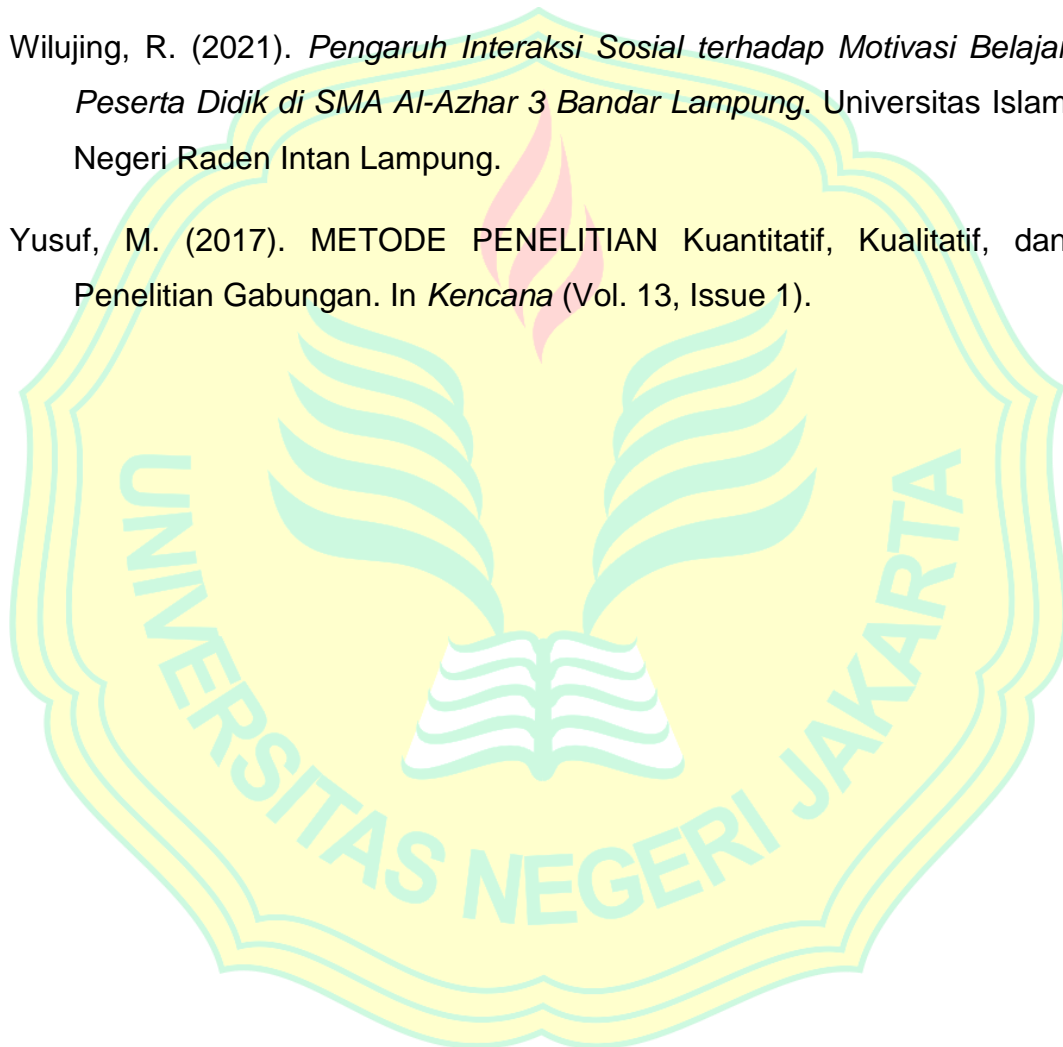 Wilujing, R. (2021). Pengaruh Interaksi Sosial terhadap Motivasi Belajar
Peserta Didik di SMA Al-Azhar 3 Bandar Lampung. Universitas Islam
Negeri Raden Intan Lampung.
Yusuf, M. (2017). METODE PENELITIAN Kuantitatif, Kualitatif, dan
Penelitian Gabungan. In Kencana (Vol. 13, Issue 1).
UNIVERSITAS NEGERI JAKARTA